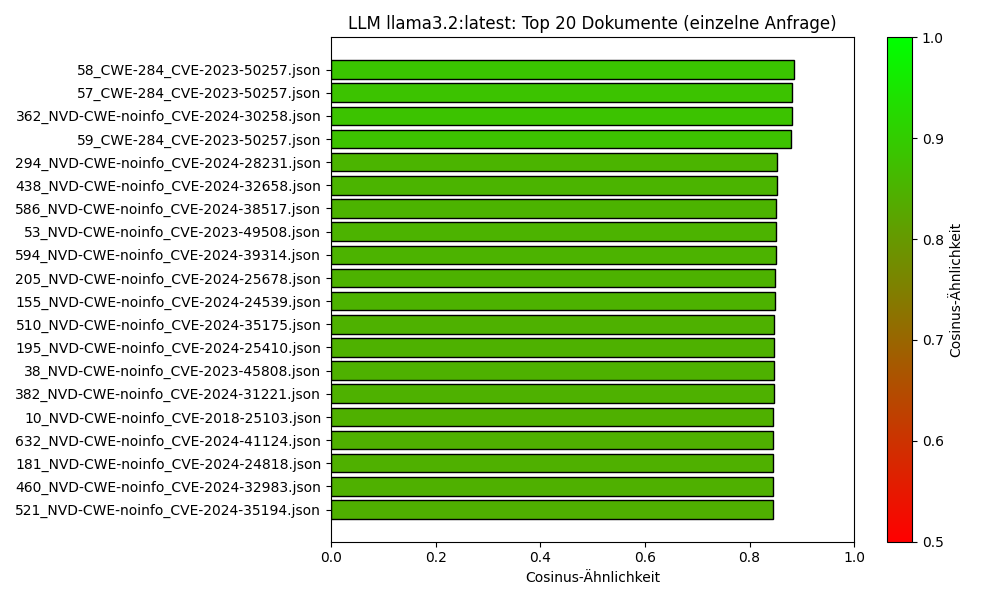 LLM llama3.2:latest: Top 20 Dokumente (einzelne Anfrage)
58_CWE-284_CVE-2023-50257.json
57_CWE-284_CVE-2023-50257.json
362_NVD-CWE-noinfo_CVE-2024-30258.json
59_CWE-284_CVE-2023-50257.json
294_NVD-CWE-noinfo_CVE-2024-28231.json
438_NVD-CWE-noinfo_CVE-2024-32658.json
586_NVD-CWE-noinfo_CVE-2024-38517.json
53_NVD-CWE-noinfo_CVE-2023-49508.json
594_NVD-CWE-noinfo_CVE-2024-39314.json
205_NVD-CWE-noinfo_CVE-2024-25678.json
155_NVD-CWE-noinfo_CVE-2024-24539.json
510_NVD-CWE-noinfo_CVE-2024-35175.json
195_NVD-CWE-noinfo_CVE-2024-25410.json
38_NVD-CWE-noinfo_CVE-2023-45808.json
382_NVD-CWE-noinfo_CVE-2024-31221.json
10_NVD-CWE-noinfo_CVE-2018-25103.json
632_NVD-CWE-noinfo_CVE-2024-41124.json
181_NVD-CWE-noinfo_CVE-2024-24818.json
460_NVD-CWE-noinfo_CVE-2024-32983.json
521_NVD-CWE-noinfo_CVE-2024-35194.json
0.0 0.2 0.4 0.6 0.8 1.0
Cosinus-Ähnlichkeit
1.0
0.9
0.8
0.7
0.6
0.5
Cosinus-Ähnlichkeit